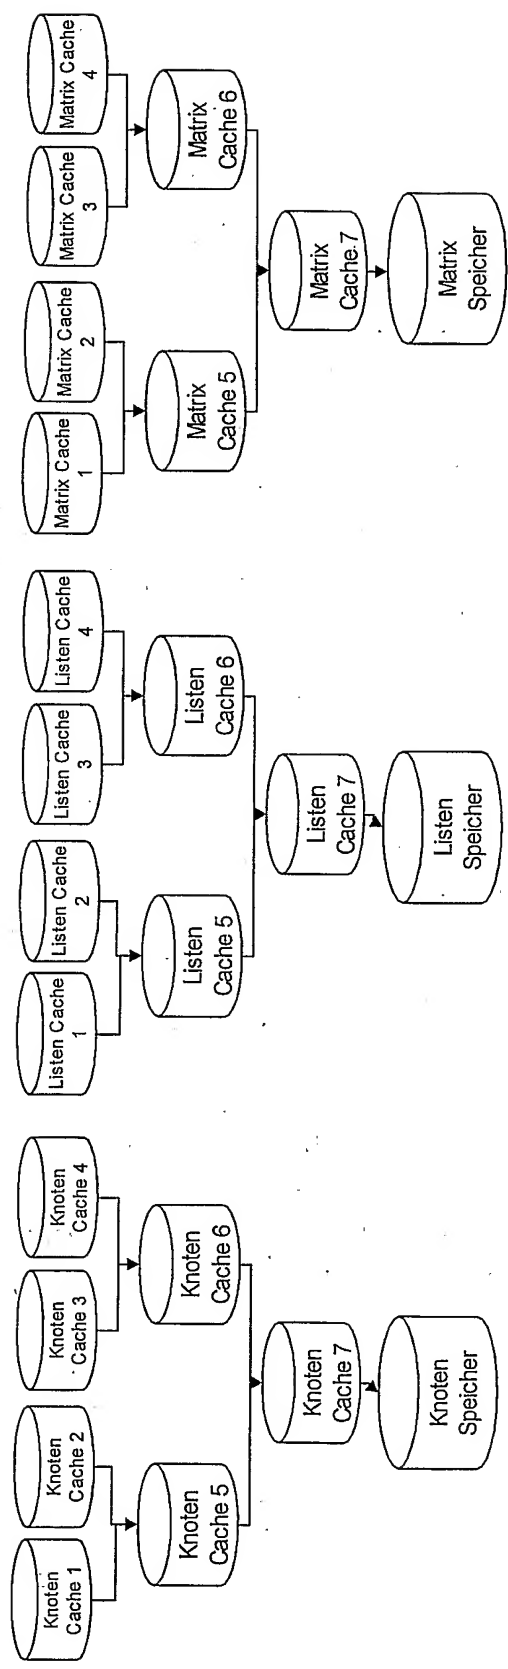 Knoten
Cache 1
Knoten
Cache 2
Knoten
Cache 3
Knoten
Cache 4
Knoten
Cache 5
Knoten
Cache 6
Knoten
Cache 7
Knoten
Speicher
Listen Cache
1
Listen Cache
2
Listen Cache
3
Listen Cache
4
Listen
Cache 5
Listen
Cache 6
Listen
Cache 7
Listen
Speicher
Matrix Cache
1
Matrix Cache
2
Matrix Cache
3
Matrix Cache
4
Matrix
Cache 5
Matrix
Cache 6
Matrix
Cache 7
Matrix
Speicher